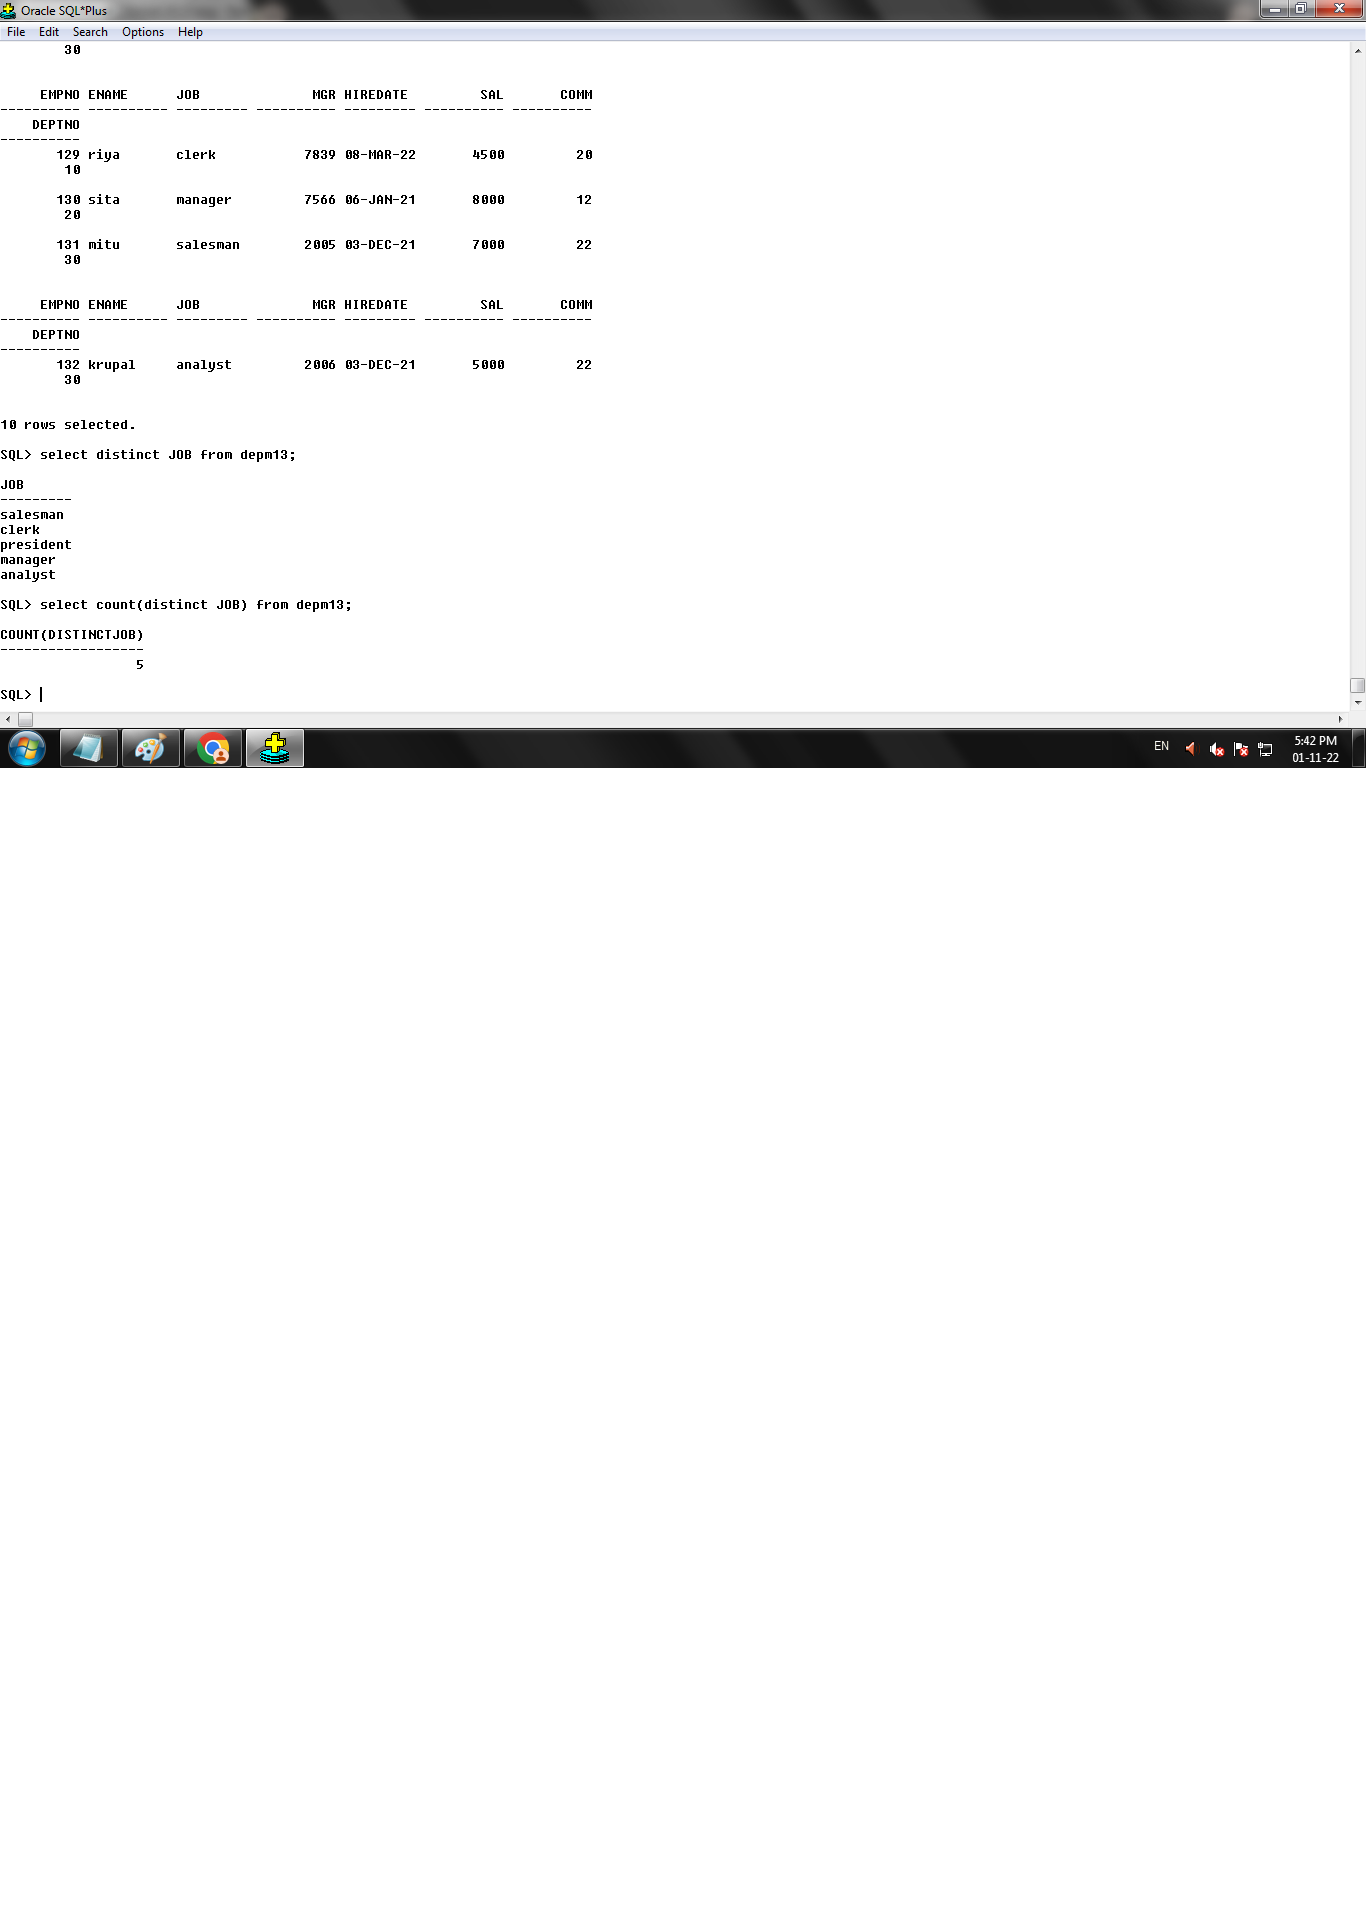 Oracle SQL*Plus
File Edit Search Options Help
        30

     EMPNO ENAME      JOB              MGR HIREDATE         SAL       COMM
---------- ---------- --------- ---------- --------- ---------- ----------
    DEPTNO
----------
       129 riya       clerk           7839 08-MAR-22       4500         20
        10

       130 sita       manager         7566 06-JAN-21       8000         12
        20

       131 mitu       salesman        2005 03-DEC-21       7000         22
        30

     EMPNO ENAME      JOB              MGR HIREDATE         SAL       COMM
---------- ---------- --------- ---------- --------- ---------- ----------
    DEPTNO
----------
       132 krupal     analyst         2006 03-DEC-21       5000         22
        30

10 rows selected.

SQL> select distinct JOB from depm13;

JOB
---------
salesman
clerk
president
manager
analyst

SQL> select count(distinct JOB) from depm13;

COUNT(DISTINCTJOB)
------------------
                 5

SQL>
EN
5:42 PM
01-11-22